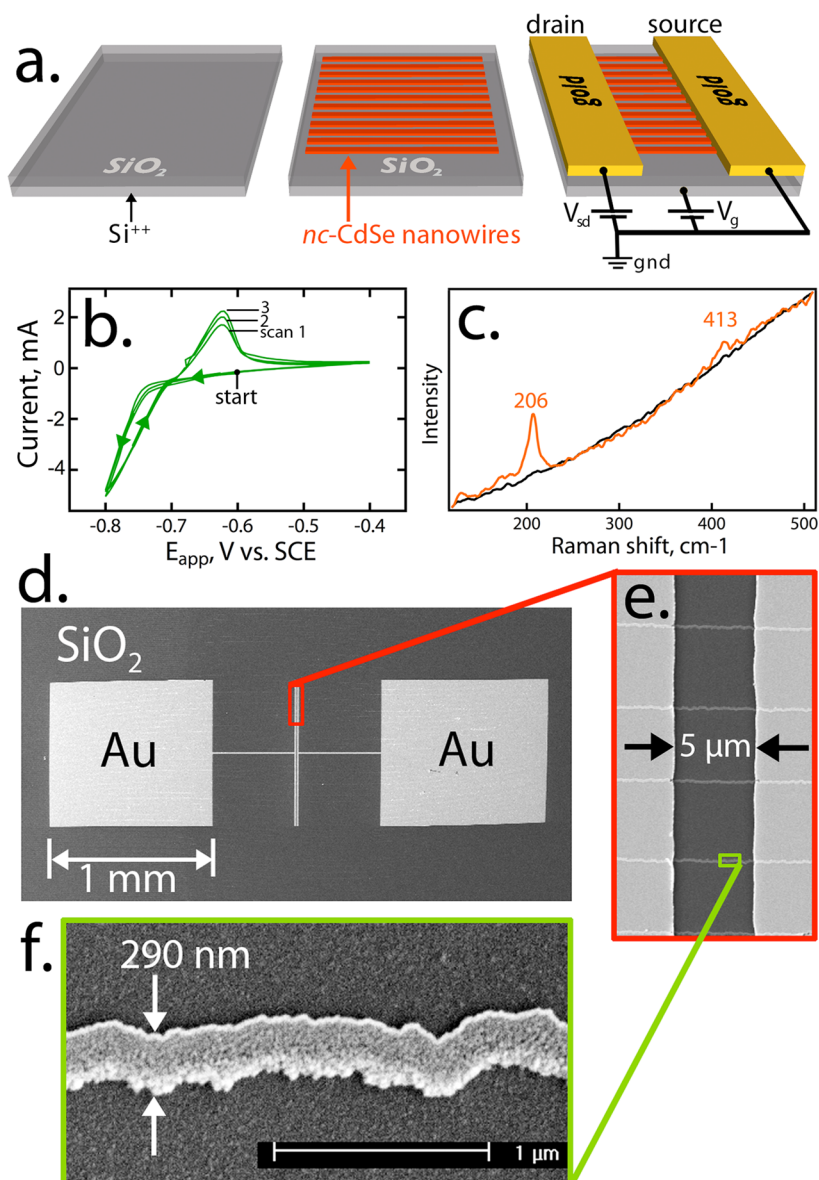 a.
drain
source
gold
gold
SiO₂
SiO₂
Si⁺⁺
nc-CdSe nanowires
Vsd
Vg
gnd
b.
Current, mA
2
0
-2
-4
3
2
scan 1
start
-0.8
-0.7
-0.6
-0.5
-0.4
Eapp, V vs. SCE
c.
Intensity
206
413
200
300
400
500
Raman shift, cm-1
d.
SiO₂
Au
Au
1 mm
e.
5 µm
f.
290 nm
1 µm